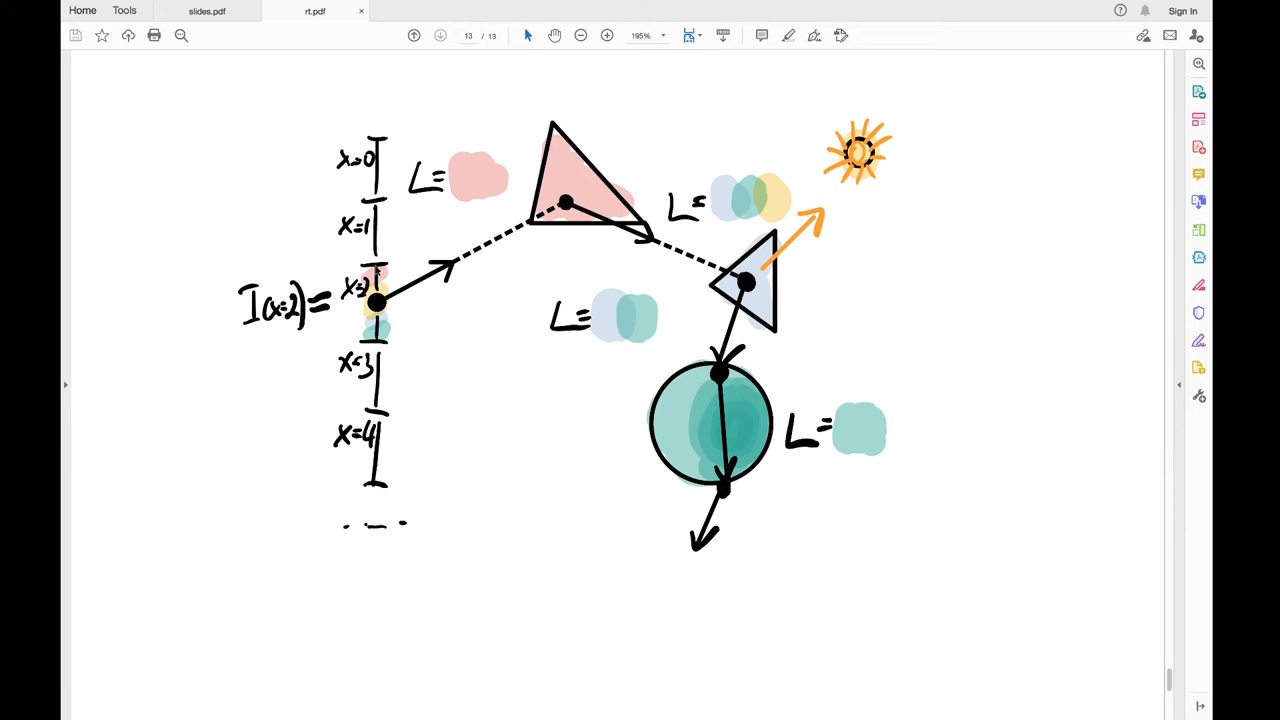 Home Tools slides.pdf rt.pdf × Sign In
13 / 13 195%
x=0
L=
x=1
L=
I(x=2)=
x=2
L=
x=3
x=4
L=
...